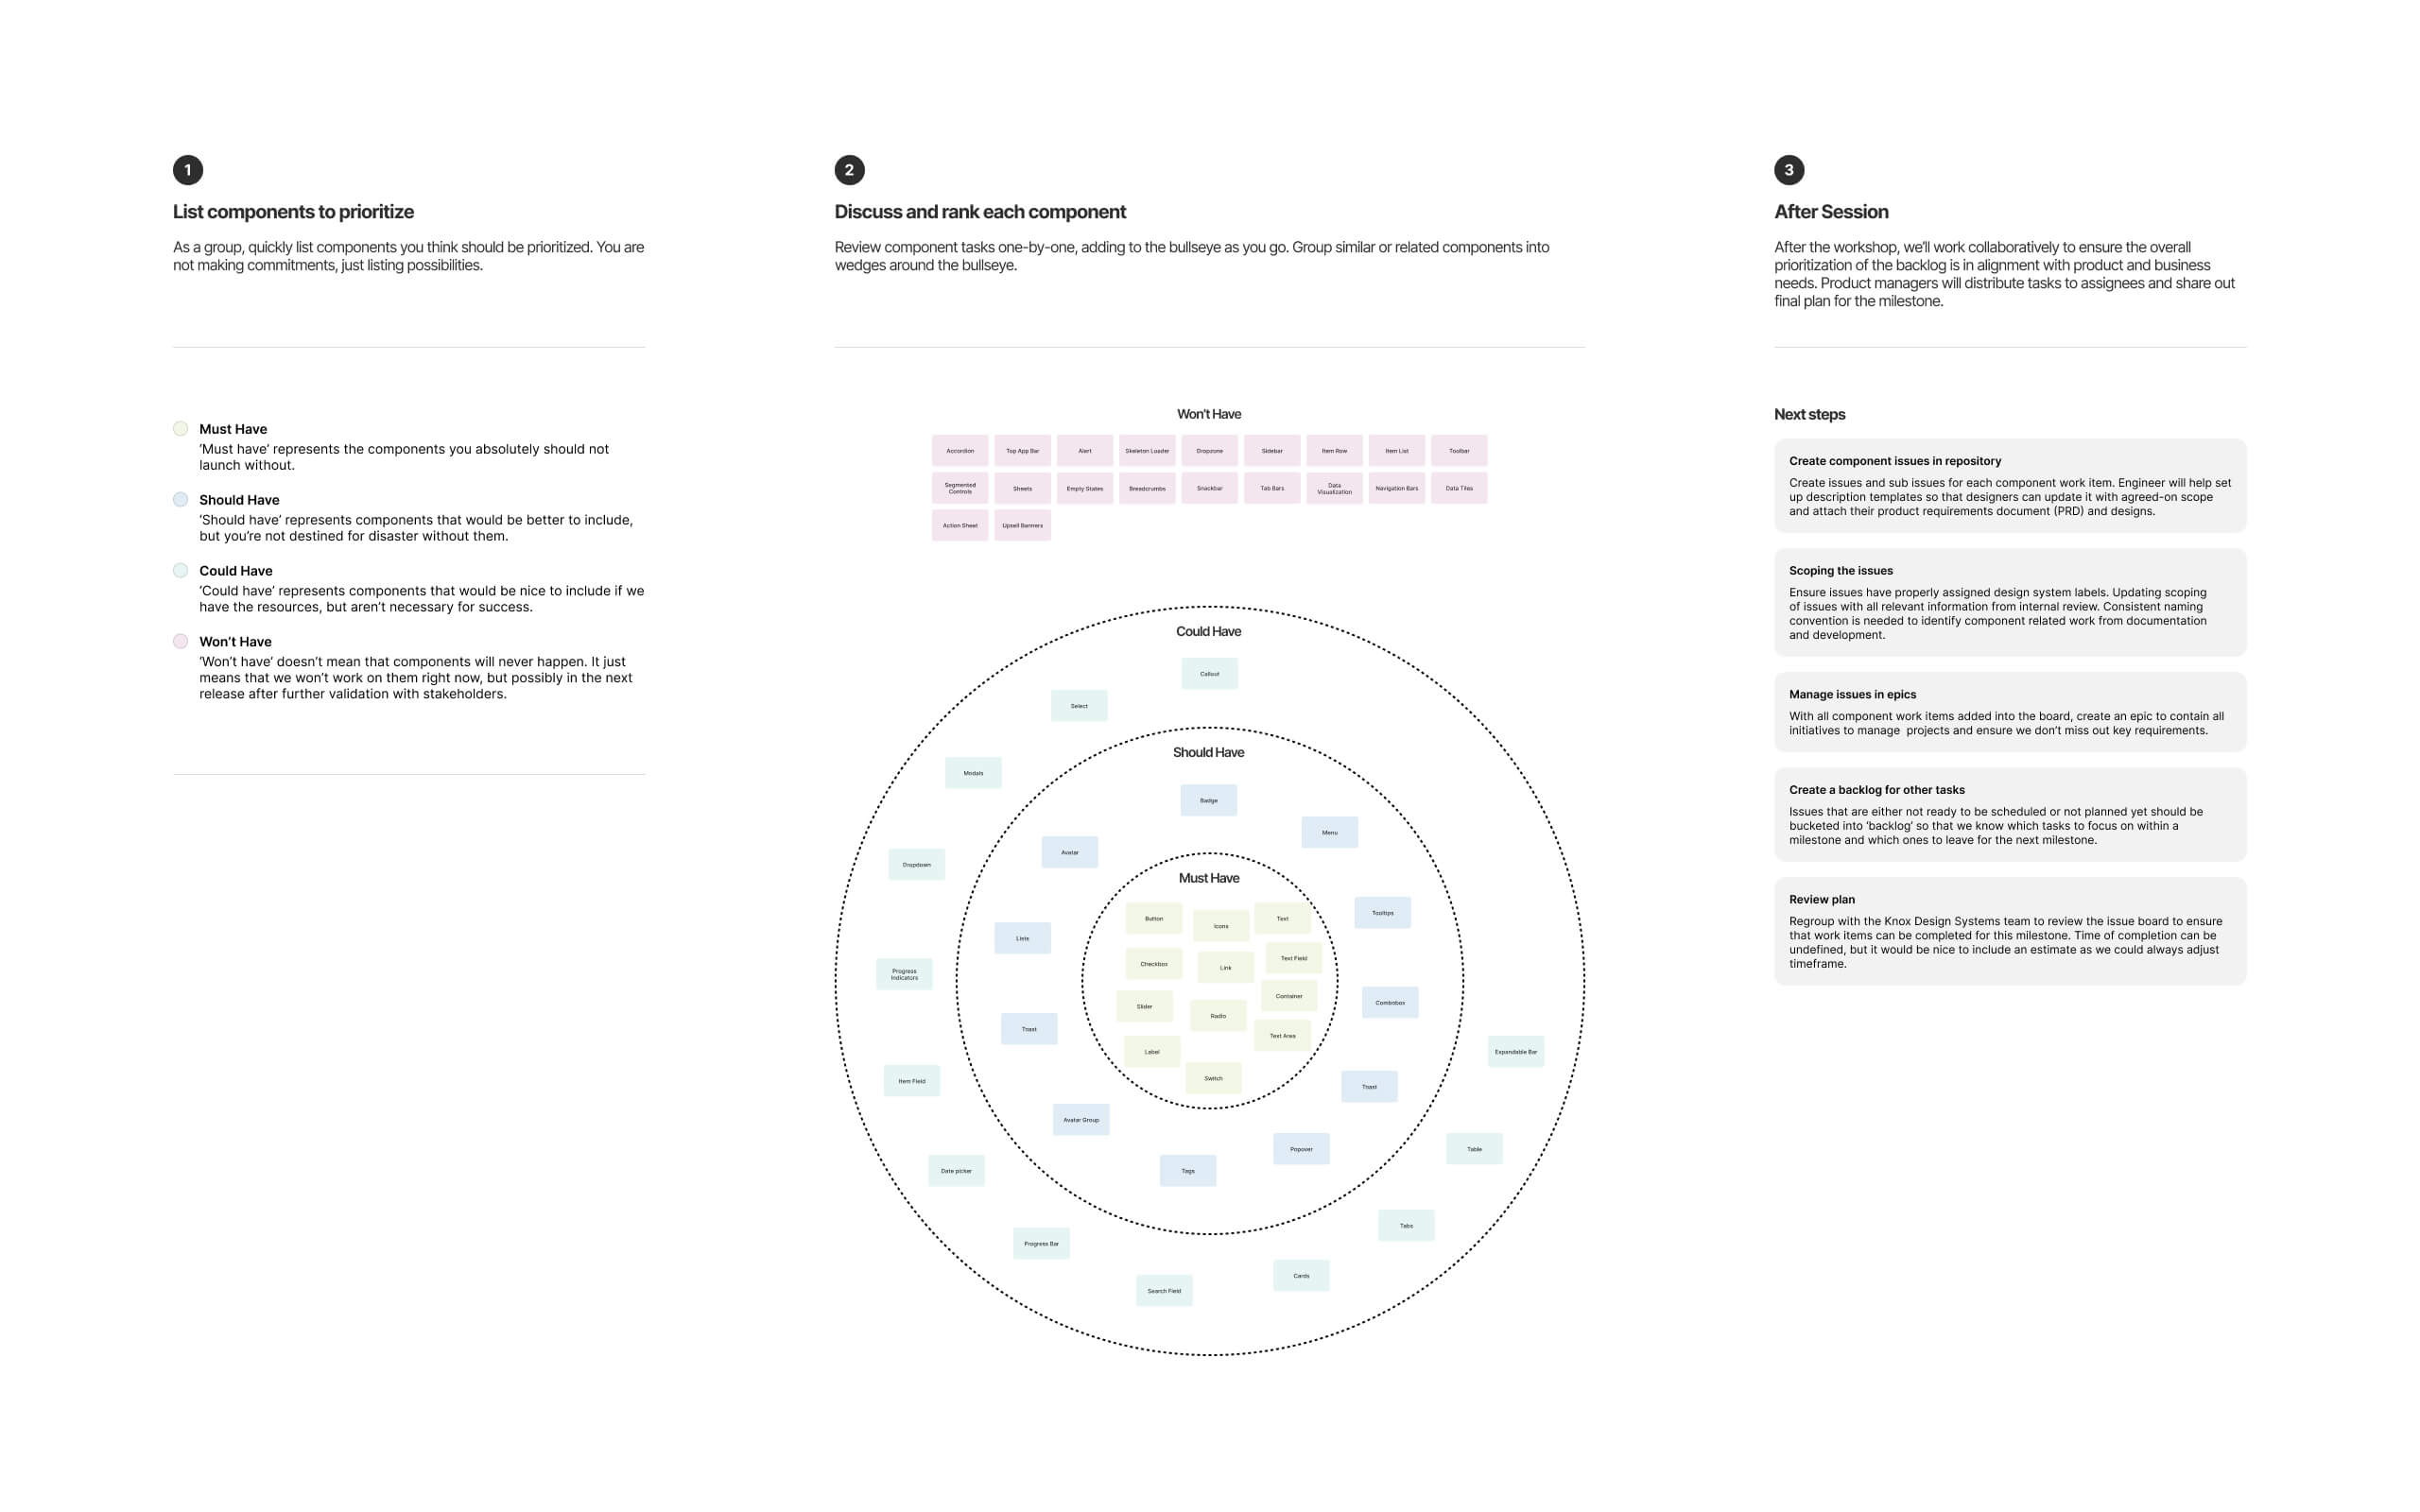 1
List components to prioritize
As a group, quickly list components you think should be prioritized. You are
not making commitments, just listing possibilities.
Must Have
‘Must have’ represents the components you absolutely should not
launch without.
Should Have
‘Should have’ represents components that would be better to include,
but you’re not destined for disaster without them.
Could Have
‘Could have’ represents components that would be nice to include if we
have the resources, but aren’t necessary for success.
Won’t Have
‘Won’t have’ doesn’t mean that components will never happen. It just
means that we won’t work on them right now, but possibly in the next
release after further validation with stakeholders.
2
Discuss and rank each component
Review component tasks one-by-one, adding to the bullseye as you go. Group similar or related components into
wedges around the bullseye.
Won’t Have
Accordion
Top App Bar
Alert
Skeleton Loader
Dropzone
Sidebar
Item Row
Item List
Toolbar
Segmented
Controls
Sheets
Empty States
Breadcrumbs
Snackbar
Tab Bars
Data
Visualization
Navigation Bars
Data Tiles
Action Sheet
Upsell Banners
Could Have
Callout
Select
Modals
Dropdown
Progress
Indicators
Item Field
Date picker
Progress Bar
Search Field
Cards
Tabs
Table
Expandable Bar
Should Have
Badge
Menu
Avatar
Tooltips
Lists
Combobox
Toast
Toast
Avatar Group
Popover
Tags
Must Have
Button
Icons
Text
Checkbox
Link
Text Field
Slider
Radio
Container
Text Area
Label
Switch
3
After Session
After the workshop, we’ll work collaboratively to ensure the overall
prioritization of the backlog is in alignment with product and business
needs. Product managers will distribute tasks to assignees and share out
final plan for the milestone.
Next steps
Create component issues in repository
Create issues and sub issues for each component work item. Engineer will help set
up description templates so that designers can update it with agreed-on scope
and attach their product requirements document (PRD) and designs.
Scoping the issues
Ensure issues have properly assigned design system labels. Updating scoping
of issues with all relevant information from internal review. Consistent naming
convention is needed to identify component related work from documentation
and development.
Manage issues in epics
With all component work items added into the board, create an epic to contain all
initiatives to manage  projects and ensure we don’t miss out key requirements.
Create a backlog for other tasks
Issues that are either not ready to be scheduled or not planned yet should be
bucketed into ‘backlog’ so that we know which tasks to focus on within a
milestone and which ones to leave for the next milestone.
Review plan
Regroup with the Knox Design Systems team to review the issue board to ensure
that work items can be completed for this milestone. Time of completion can be
undefined, but it would be nice to include an estimate as we could always adjust
timeframe.